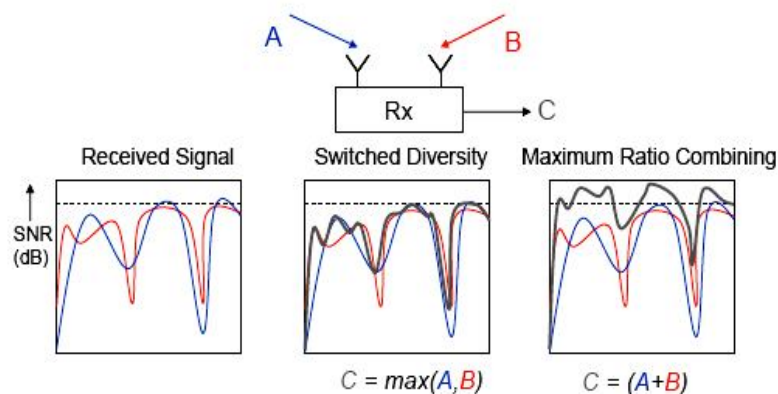 A
B
Rx
C
Received Signal
Switched Diversity
Maximum Ratio Combining
SNR
(dB)
C = max(A,B)
C = (A+B)